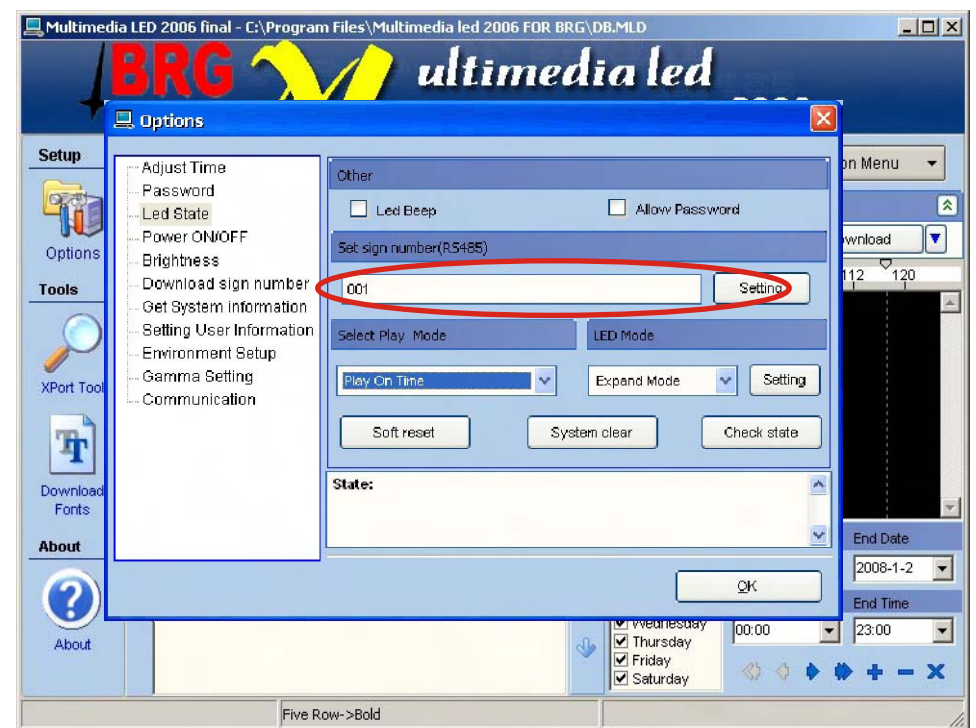 Multimedia LED 2006 final - C:\Program Files\Multimedia led 2006 FOR BRG\DB.MLD
BRG M ultimedia led
Options
Setup
Options
Tools
XPort Tool
Download
Fonts
About
About
Adjust Time
Password
Led State
Power ON/OFF
Brightness
Download sign number
Get System information
Setting User Information
Environment Setup
Gamma Setting
Communication
Other
Led Beep
Allow Password
Set sign number(RS485)
001
Setting
Select Play Mode
LED Mode
Play On Time
Expand Mode
Setting
Soft reset
System clear
Check state
State:
OK
on Menu
wnload
112 120
End Date
2008-1-2
End Time
00:00
23:00
Wednesday
Thursday
Friday
Saturday
Five Row->Bold